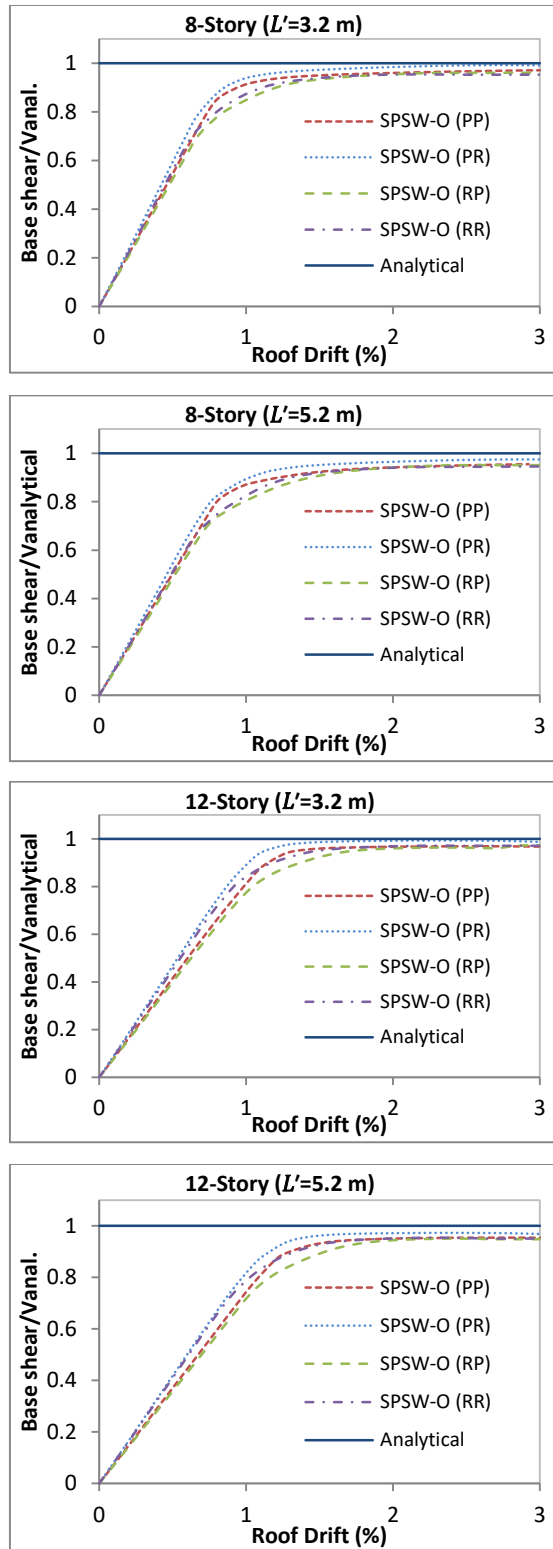 8-Story (L′=3.2 m)
Base shear/Vanal.
1
0.8
0.6
0.4
0.2
0
SPSW-O (PP)
SPSW-O (PR)
SPSW-O (RP)
SPSW-O (RR)
Analytical
0 1 2 3
Roof Drift (%)
8-Story (L′=5.2 m)
Base shear/Vanalytical
1
0.8
0.6
0.4
0.2
0
SPSW-O (PP)
SPSW-O (PR)
SPSW-O (RP)
SPSW-O (RR)
Analytical
0 1 2 3
Roof Drift (%)
12-Story (L′=3.2 m)
Base shear/Vanalytical
1
0.8
0.6
0.4
0.2
0
SPSW-O (PP)
SPSW-O (PR)
SPSW-O (RP)
SPSW-O (RR)
Analytical
0 1 2 3
Roof Drift (%)
12-Story (L′=5.2 m)
Base shear/Vanal.
1
0.8
0.6
0.4
0.2
0
SPSW-O (PP)
SPSW-O (PR)
SPSW-O (RP)
SPSW-O (RR)
Analytical
0 1 2 3
Roof Drift (%)